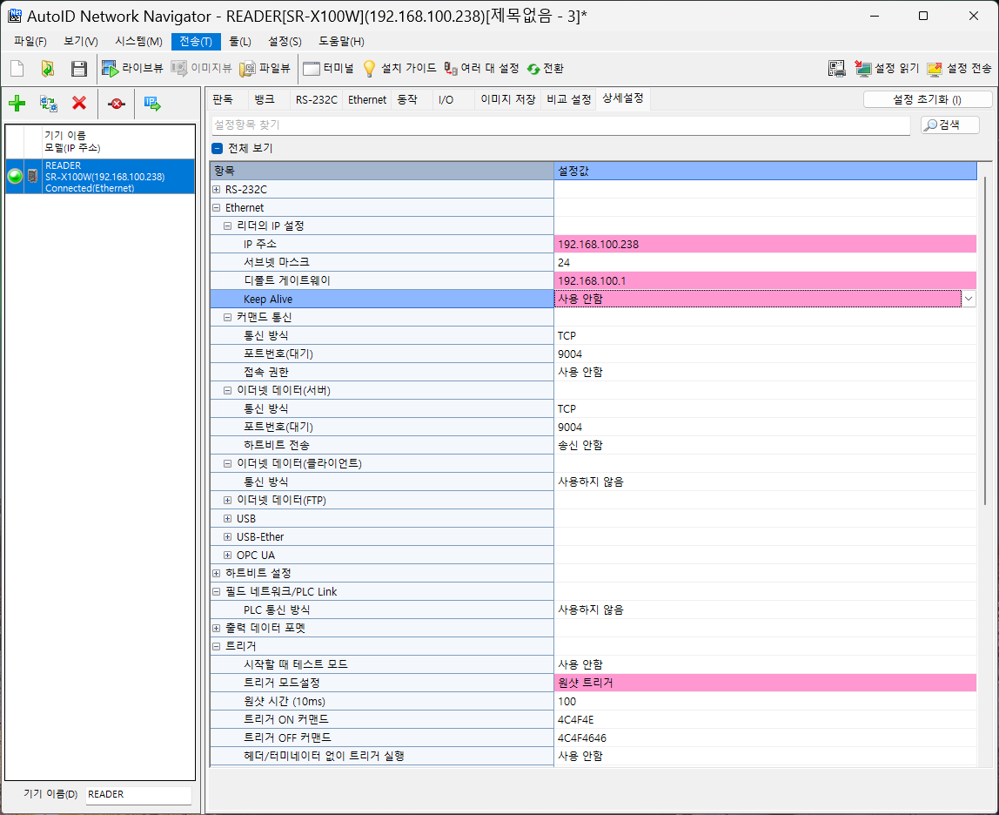 AutoID Network Navigator - READER[SR-X100W](192.168.100.238)[제목없음 - 3]*
파일(F) 보기(V) 시스템(M) 전송(T) 툴(L) 설정(S) 도움말(H)
라이브뷰 이미지뷰 파일뷰 터미널 설치 가이드 여러 대 설정 전환 설정 읽기 설정 전송
판독 뱅크 RS-232C Ethernet 동작 I/O 이미지 저장 비교 설정 상세설정 설정 초기화 (I)
설정항목 찾기 검색
전체 보기
기기 이름
모델(IP 주소)
READER
SR-X100W(192.168.100.238)
Connected(Ethernet)
항목 설정값
RS-232C
Ethernet
리더의 IP 설정
IP 주소 192.168.100.238
서브넷 마스크 24
디폴트 게이트웨이 192.168.100.1
Keep Alive 사용 안함
커맨드 통신
통신 방식 TCP
포트번호(대기) 9004
접속 권한 사용 안함
이더넷 데이터(서버)
통신 방식 TCP
포트번호(대기) 9004
하트비트 전송 송신 안함
이더넷 데이터(클라이언트)
통신 방식 사용하지 않음
이더넷 데이터(FTP)
USB
USB-Ether
OPC UA
하트비트 설정
필드 네트워크/PLC Link
PLC 통신 방식 사용하지 않음
출력 데이터 포멧
트리거
시작할 때 테스트 모드 사용 안함
트리거 모드설정 원샷 트리거
원샷 시간 (10ms) 100
트리거 ON 커맨드 4C4F4E
트리거 OFF 커맨드 4C4F4646
헤더/터미네이터 없이 트리거 실행 사용 안함
기기 이름(D) READER